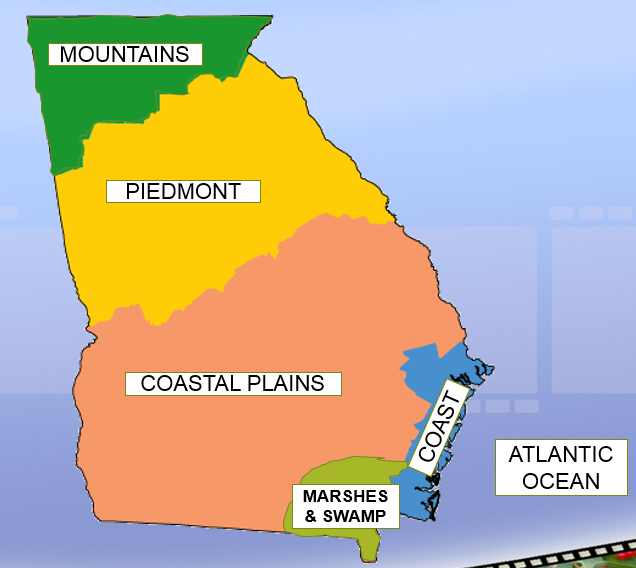 MOUNTAINS
PIEDMONT
COASTAL PLAINS
COAST
ATLANTIC
OCEAN
MARSHES
& SWAMP